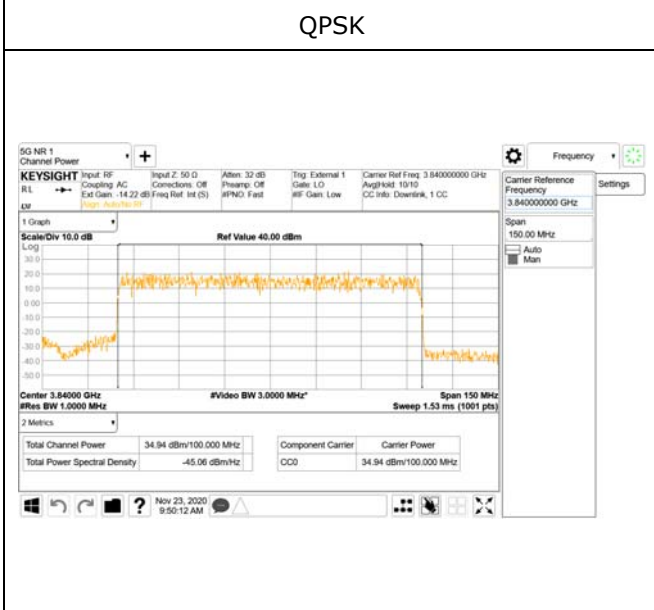 QPSK
5G NR 1
Channel Power
Frequency
KEYSIGHT
RL
Input: RF
Coupling: AC
Ext Gain: -14.22 dB
Align: Auto/No RF
Input Z: 50 Ω
Corrections: Off
Freq Ref: Int (S)
Atten: 32 dB
Preamp: Off
#PNO: Fast
Trig: External 1
Gate: LO
#IF Gain: Low
Carrier Ref Freq: 3.840000000 GHz
Avg|Hold: 10/10
CC Info: Downlink, 1 CC
Carrier Reference
Frequency
3.840000000 GHz
Settings
Span
150.00 MHz
Auto
Man
1 Graph
Scale/Div 10.0 dB
Ref Value 40.00 dBm
Log
30.0
20.0
10.0
0.00
-10.0
-20.0
-30.0
-40.0
-50.0
Center 3.84000 GHz
#Video BW 3.0000 MHz*
Span 150 MHz
#Res BW 1.0000 MHz
Sweep 1.53 ms (1001 pts)
2 Metrics
Total Channel Power 34.94 dBm/100.000 MHz
Total Power Spectral Density -45.06 dBm/Hz
Component Carrier Carrier Power
CC0 34.94 dBm/100.000 MHz
?
Nov 23, 2020
9:50:12 AM